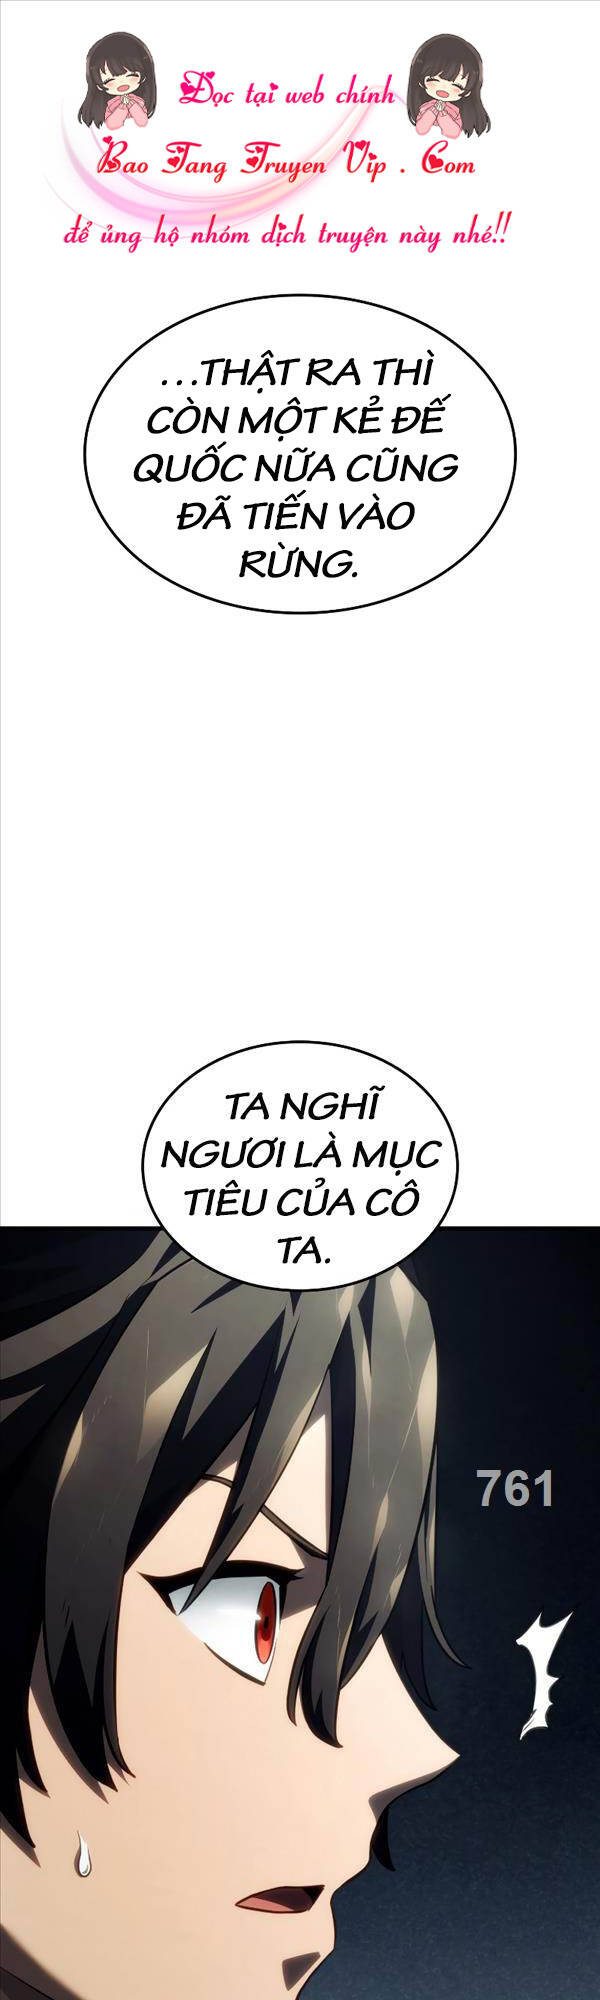 Đọc tại web chính
Bao Tang Truyen Vip . Com
để ủng hộ nhóm dịch truyện này nhé!!
...THẬT RA THÌ
CÒN MỘT KẺ ĐẾ
QUỐC NỮA CŨNG
ĐÃ TIẾN VÀO
RỪNG.
TA NGHĨ
NGƯƠI LÀ MỤC
TIÊU CỦA CÔ
TA.
761